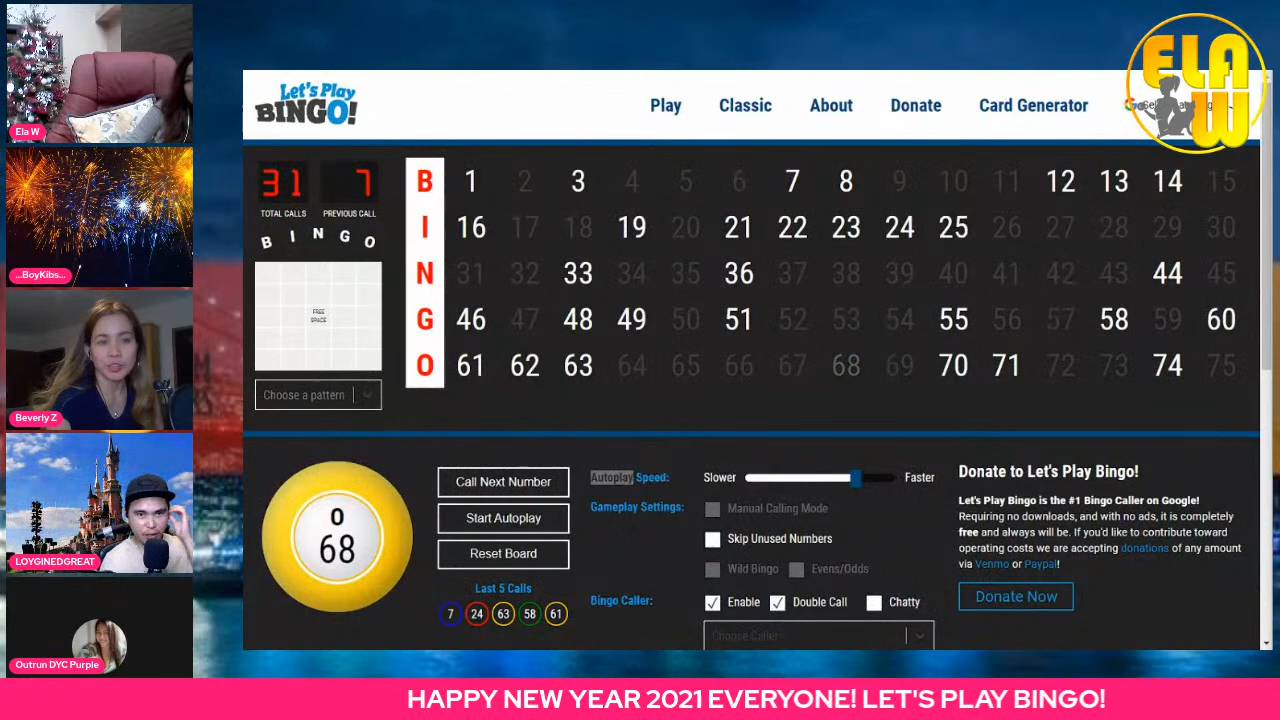 Ela W
...BoyKibs...
Beverly Z
LOYGINEDGREAT
Outrun DYC Purple
Let's Play
BINGO!
Play Classic About Donate Card Generator
ELA
W
31 7
TOTAL CALLS PREVIOUS CALL
B I N G O
FREE
SPACE
Choose a pattern
B 1 2 3 4 5 6 7 8 9 10 11 12 13 14 15
I 16 17 18 19 20 21 22 23 24 25 26 27 28 29 30
N 31 32 33 34 35 36 37 38 39 40 41 42 43 44 45
G 46 47 48 49 50 51 52 53 54 55 56 57 58 59 60
O 61 62 63 64 65 66 67 68 69 70 71 72 73 74 75
O
68
Call Next Number
Start Autoplay
Reset Board
Last 5 Calls
7 24 63 58 61
Autoplay Speed: Slower Faster
Gameplay Settings: Manual Calling Mode
Skip Unused Numbers
Wild Bingo Evens/Odds
Bingo Caller: Enable Double Call Chatty
Choose Caller
Donate to Let's Play Bingo!
Let's Play Bingo is the #1 Bingo Caller on Google!
Requiring no downloads, and with no ads, it is completely
free and always will be. If you'd like to contribute toward
operating costs we are accepting donations of any amount
via Venmo or Paypal!
Donate Now
HAPPY NEW YEAR 2021 EVERYONE! LET'S PLAY BINGO!